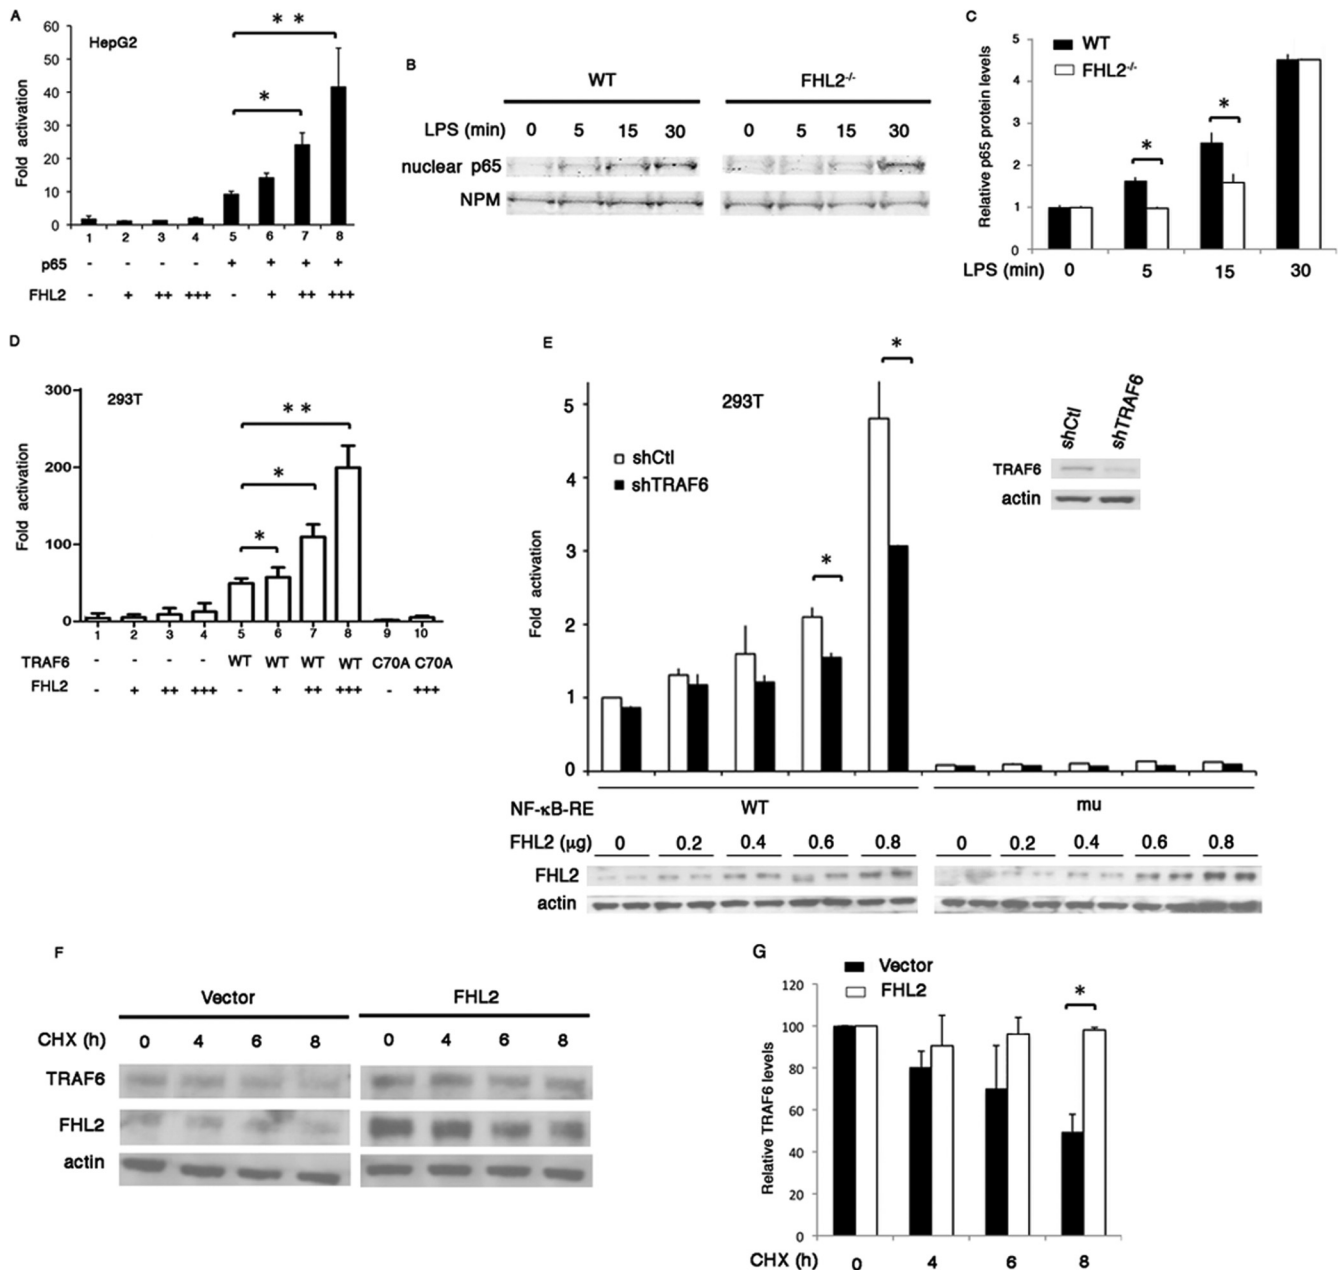 A
HepG2
Fold activation
60
50
40
30
20
10
0
* *
*
1 2 3 4 5 6 7 8
p65 - - - - + + + +
FHL2 - + ++ +++ - + ++ +++
B
WT FHL2-/-
LPS (min) 0 5 15 30 0 5 15 30
nuclear p65
NPM
C
WT
FHL2-/-
Relative p65 protein levels
5
4
3
2
1
0
* *
LPS (min) 0 5 15 30
D
293T
Fold activation
300
200
100
0
* *
*
*
1 2 3 4 5 6 7 8 9 10
TRAF6 - - - - WT WT WT WT C70A C70A
FHL2 - + ++ +++ - + ++ +++ - +++
E
293T
shCtl
shTRAF6
Fold activation
5
4
3
2
1
0
*
*
shCtl shTRAF6
TRAF6
actin
NF-κB-RE WT mu
FHL2 (µg) 0 0.2 0.4 0.6 0.8 0 0.2 0.4 0.6 0.8
FHL2
actin
F
Vector FHL2
CHX (h) 0 4 6 8 0 4 6 8
TRAF6
FHL2
actin
G
Vector
FHL2
Relative TRAF6 levels
120
100
80
60
40
20
0
*
CHX (h) 0 4 6 8